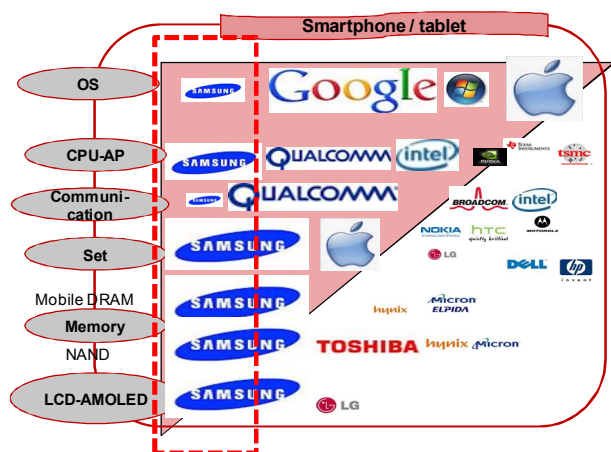 Smartphone / tablet
OS
SAMSUNG
Google
CPU-AP
SAMSUNG
QUALCOMM
intel
NVIDIA
TEXAS INSTRUMENTS
tsmc
Communi-
cation
SAMSUNG
QUALCOMM
BROADCOM.
intel
Set
SAMSUNG
NOKIA
hTC
quietly brilliant
MOTOROLA
LG
DELL
hp
invent
Mobile DRAM
SAMSUNG
hynix
Micron
ELPIDA
Memory
NAND
SAMSUNG
TOSHIBA
hynix
Micron
LCD-AMOLED
SAMSUNG
LG